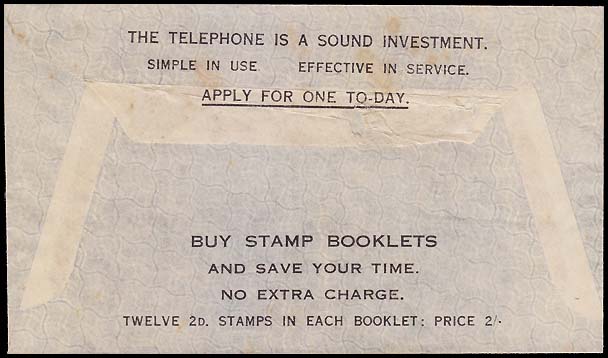 THE TELEPHONE IS A SOUND INVESTMENT.
SIMPLE IN USE EFFECTIVE IN SERVICE.
APPLY FOR ONE TO-DAY.
BUY STAMP BOOKLETS
AND SAVE YOUR TIME.
NO EXTRA CHARGE.
TWELVE 2D. STAMPS IN EACH BOOKLET: PRICE 2/-